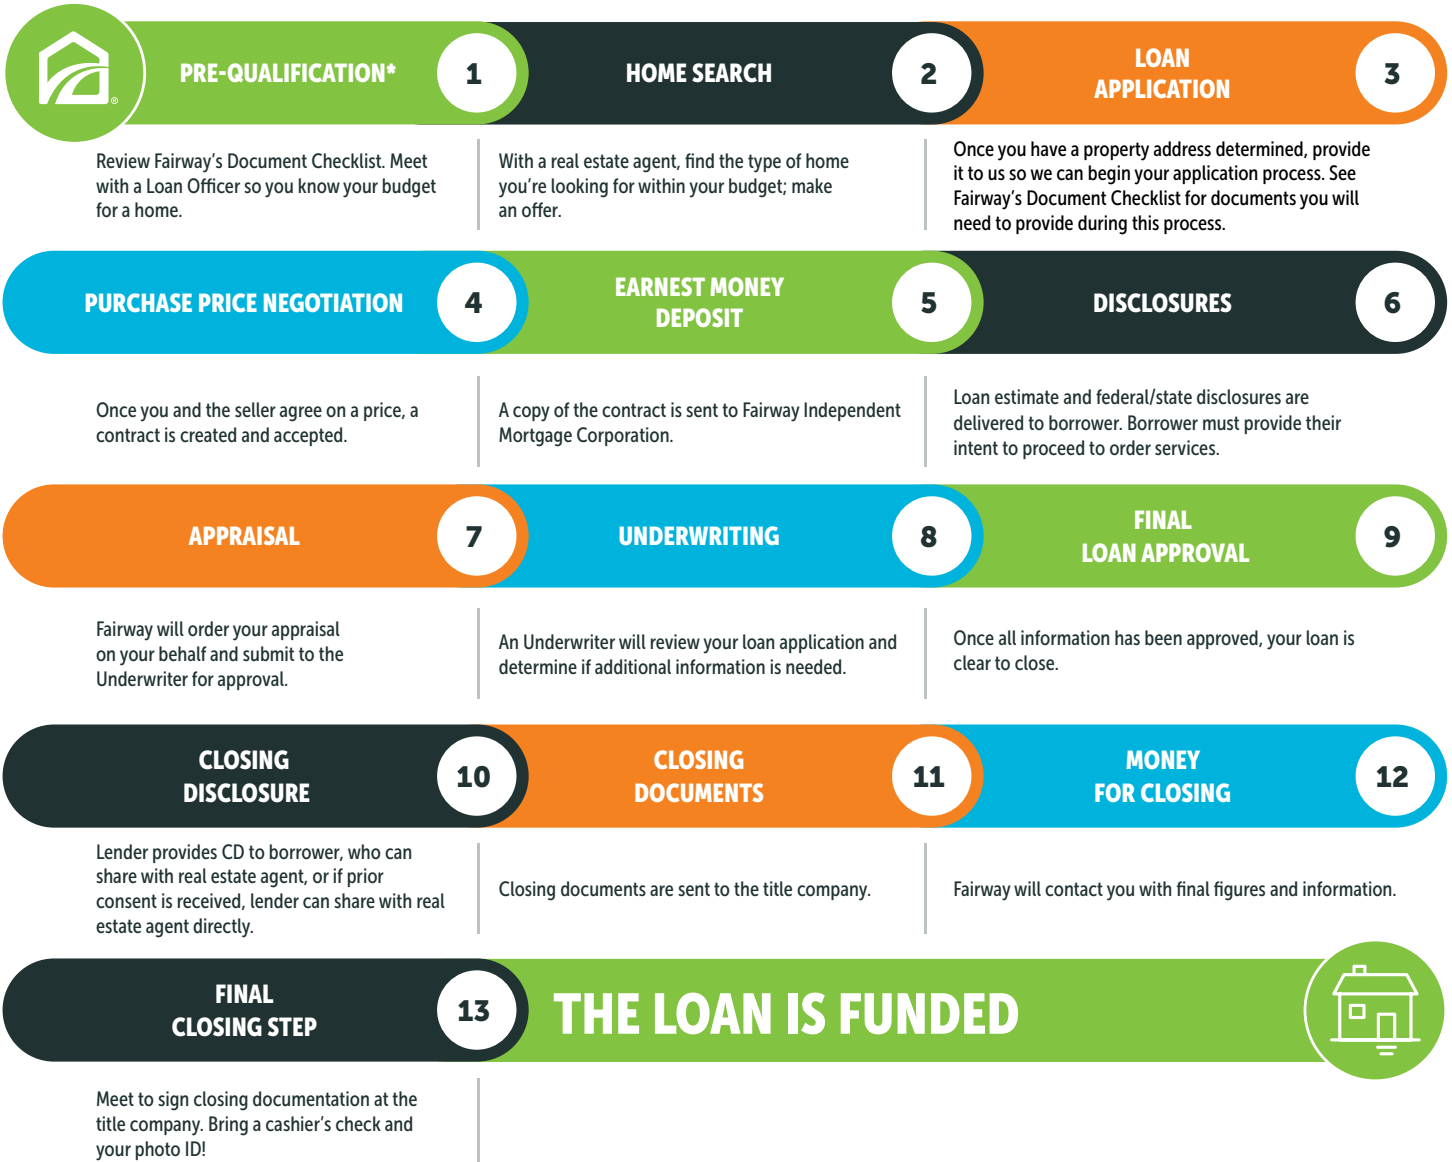 PRE-QUALIFICATION*
1
Review Fairway's Document Checklist. Meet
with a Loan Officer so you know your budget
for a home.
HOME SEARCH
2
With a real estate agent, find the type of home
you're looking for within your budget; make
an offer.
LOAN
APPLICATION
3
Once you have a property address determined, provide
it to us so we can begin your application process. See
Fairway's Document Checklist for documents you will
need to provide during this process.
PURCHASE PRICE NEGOTIATION
4
Once you and the seller agree on a price, a
contract is created and accepted.
EARNEST MONEY
DEPOSIT
5
A copy of the contract is sent to Fairway Independent
Mortgage Corporation.
DISCLOSURES
6
Loan estimate and federal/state disclosures are
delivered to borrower. Borrower must provide their
intent to proceed to order services.
APPRAISAL
7
Fairway will order your appraisal
on your behalf and submit to the
Underwriter for approval.
UNDERWRITING
8
An Underwriter will review your loan application and
determine if additional information is needed.
FINAL
LOAN APPROVAL
9
Once all information has been approved, your loan is
clear to close.
CLOSING
DISCLOSURE
10
Lender provides CD to borrower, who can
share with real estate agent, or if prior
consent is received, lender can share with real
estate agent directly.
CLOSING
DOCUMENTS
11
Closing documents are sent to the title company.
MONEY
FOR CLOSING
12
Fairway will contact you with final figures and information.
FINAL
CLOSING STEP
13
Meet to sign closing documentation at the
title company. Bring a cashier's check and
your photo ID!
THE LOAN IS FUNDED
®